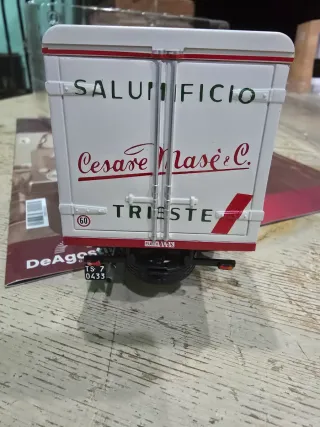 SALUMIFICIO
Cesare Masè & C.
TRIESTE
60
DeAgos
TS 7
0433